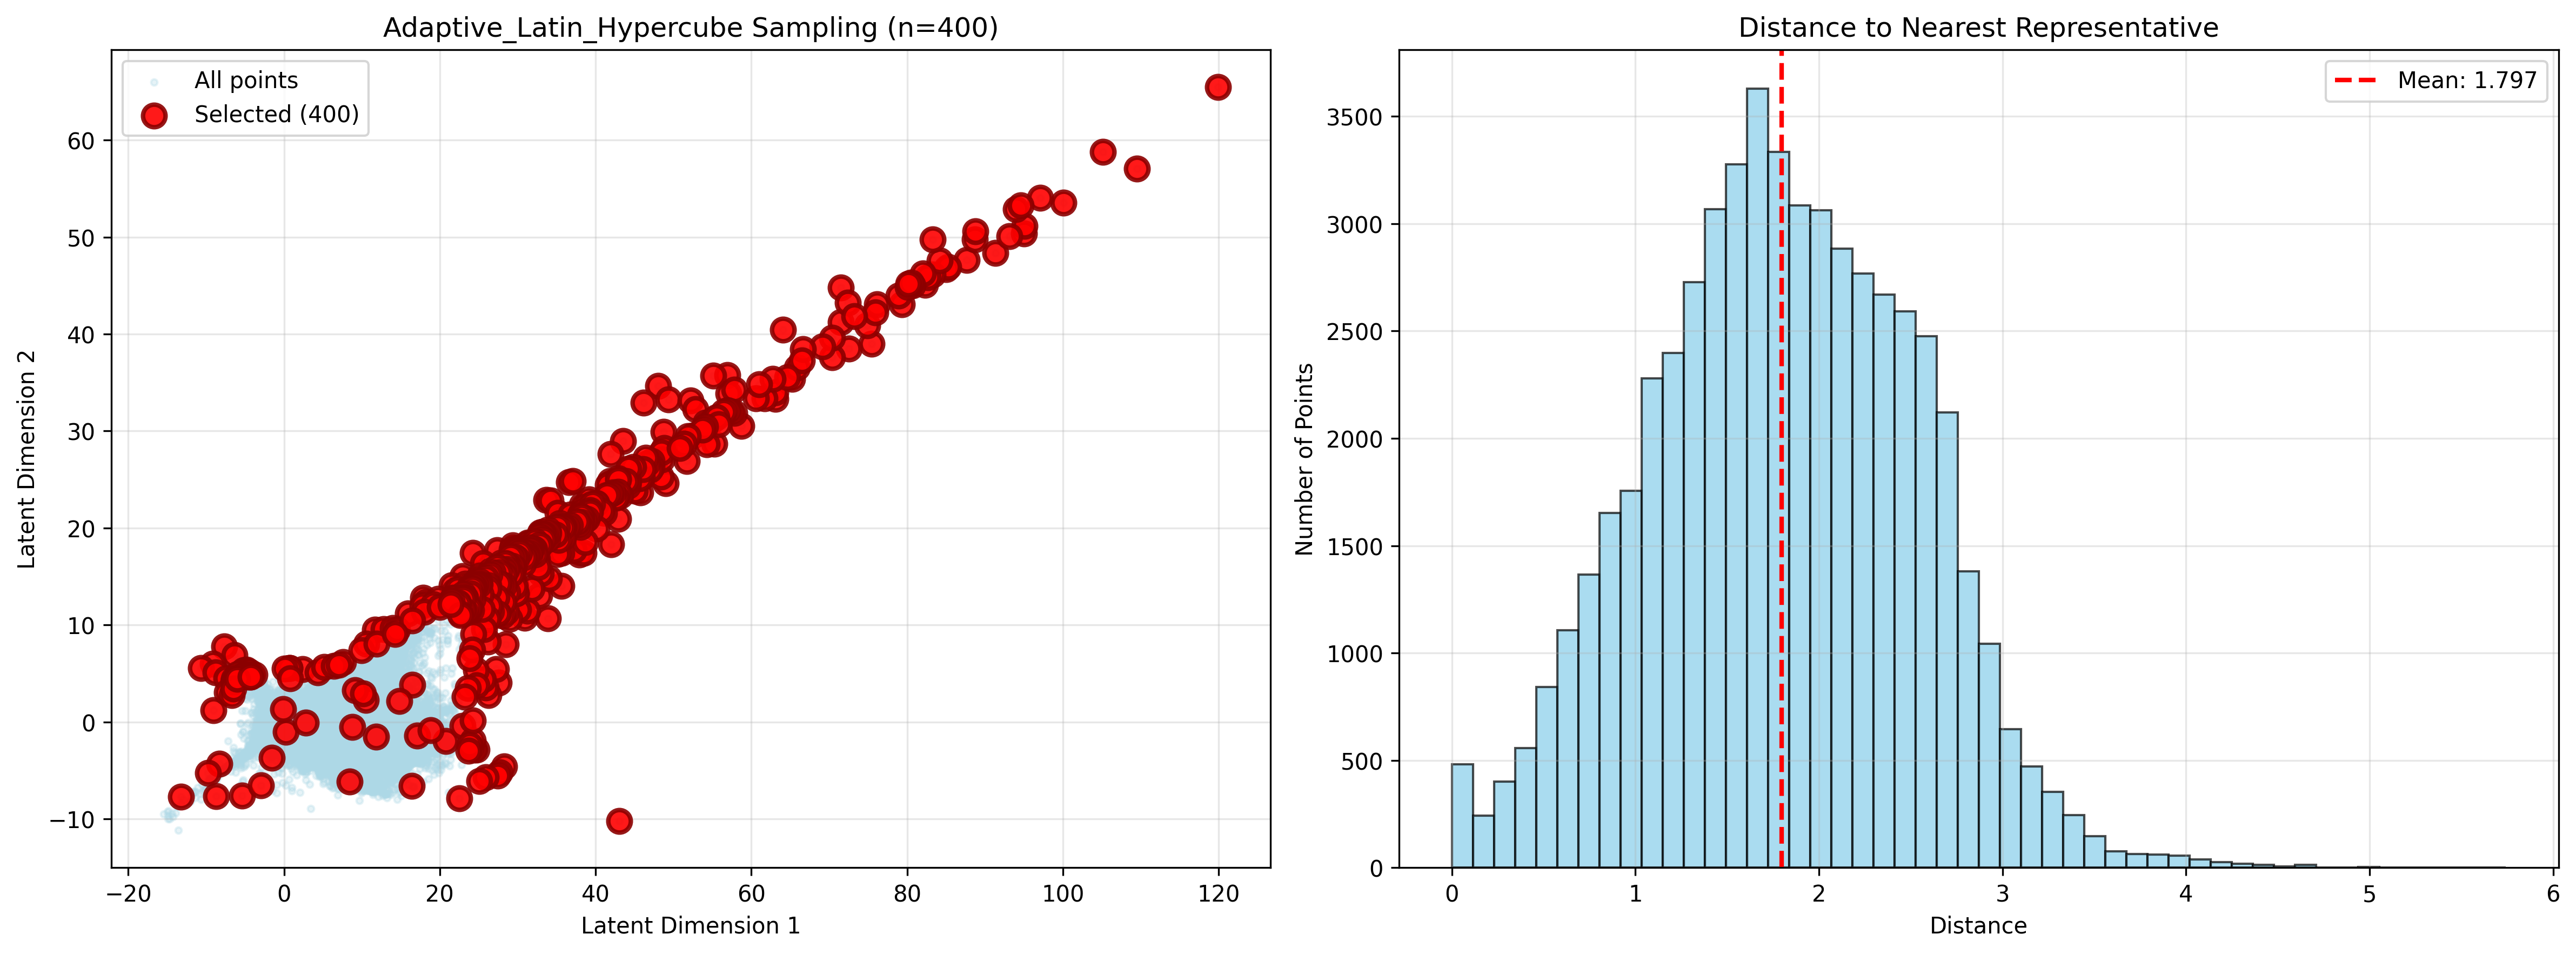 Adaptive_Latin_Hypercube Sampling (n=400)
All points
Selected (400)
60
50
40
30
20
10
0
−10
Latent Dimension 2
−20 0 20 40 60 80 100 120
Latent Dimension 1
Distance to Nearest Representative
Mean: 1.797
3500
3000
2500
2000
1500
1000
500
0
Number of Points
0 1 2 3 4 5 6
Distance